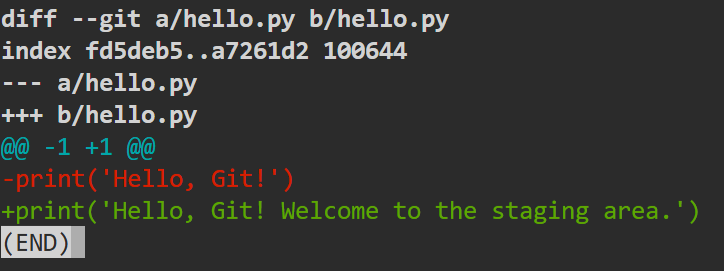 diff --git a/hello.py b/hello.py
index fd5deb5..a7261d2 100644
--- a/hello.py
+++ b/hello.py
@@ -1 +1 @@
-print('Hello, Git!')
+print('Hello, Git! Welcome to the staging area.')
(END)